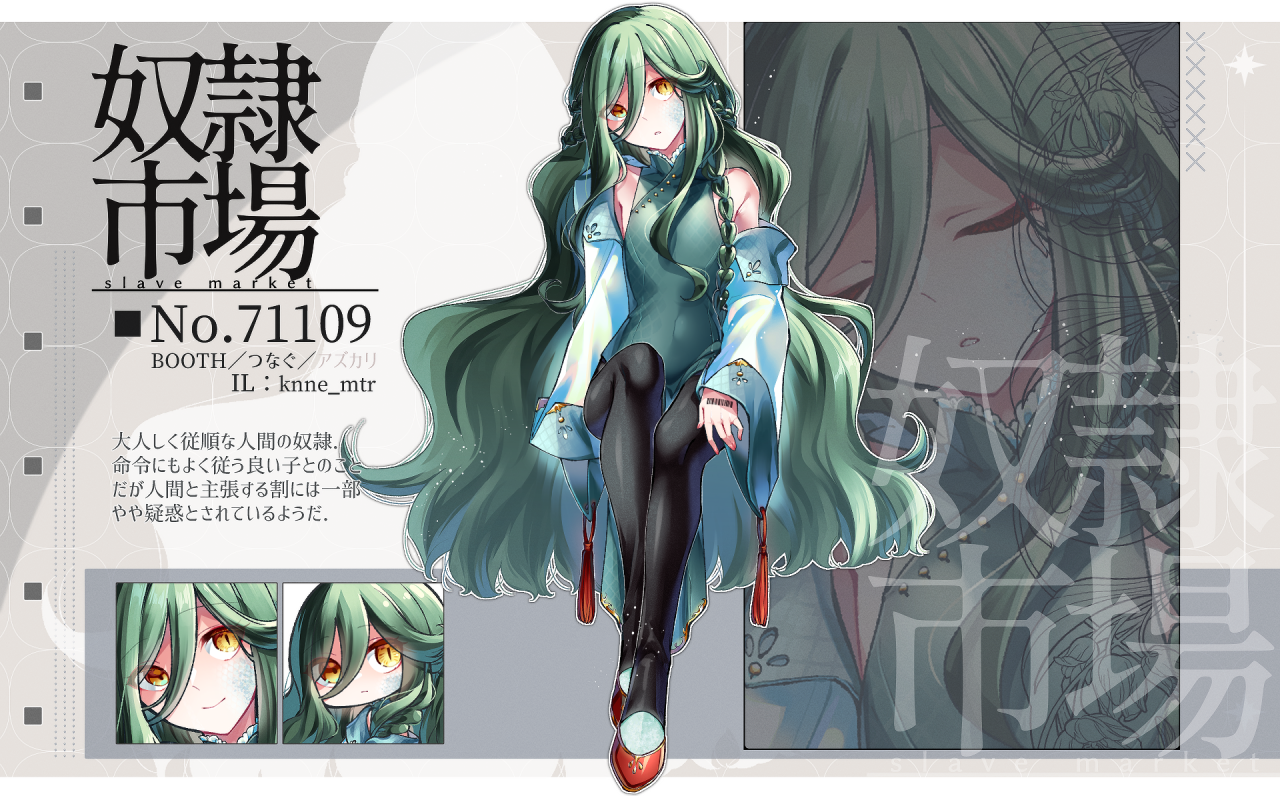 奴隷
市場
slave market
■No.71109
BOOTH／つなぐ／アズカリ
IL：knne_mtr
大人しく従順な人間の奴隷.
命令にもよく従う良い子とのこと
だが人間と主張する割には一部
やや疑惑とされているようだ.
奴隷
市場
slave market